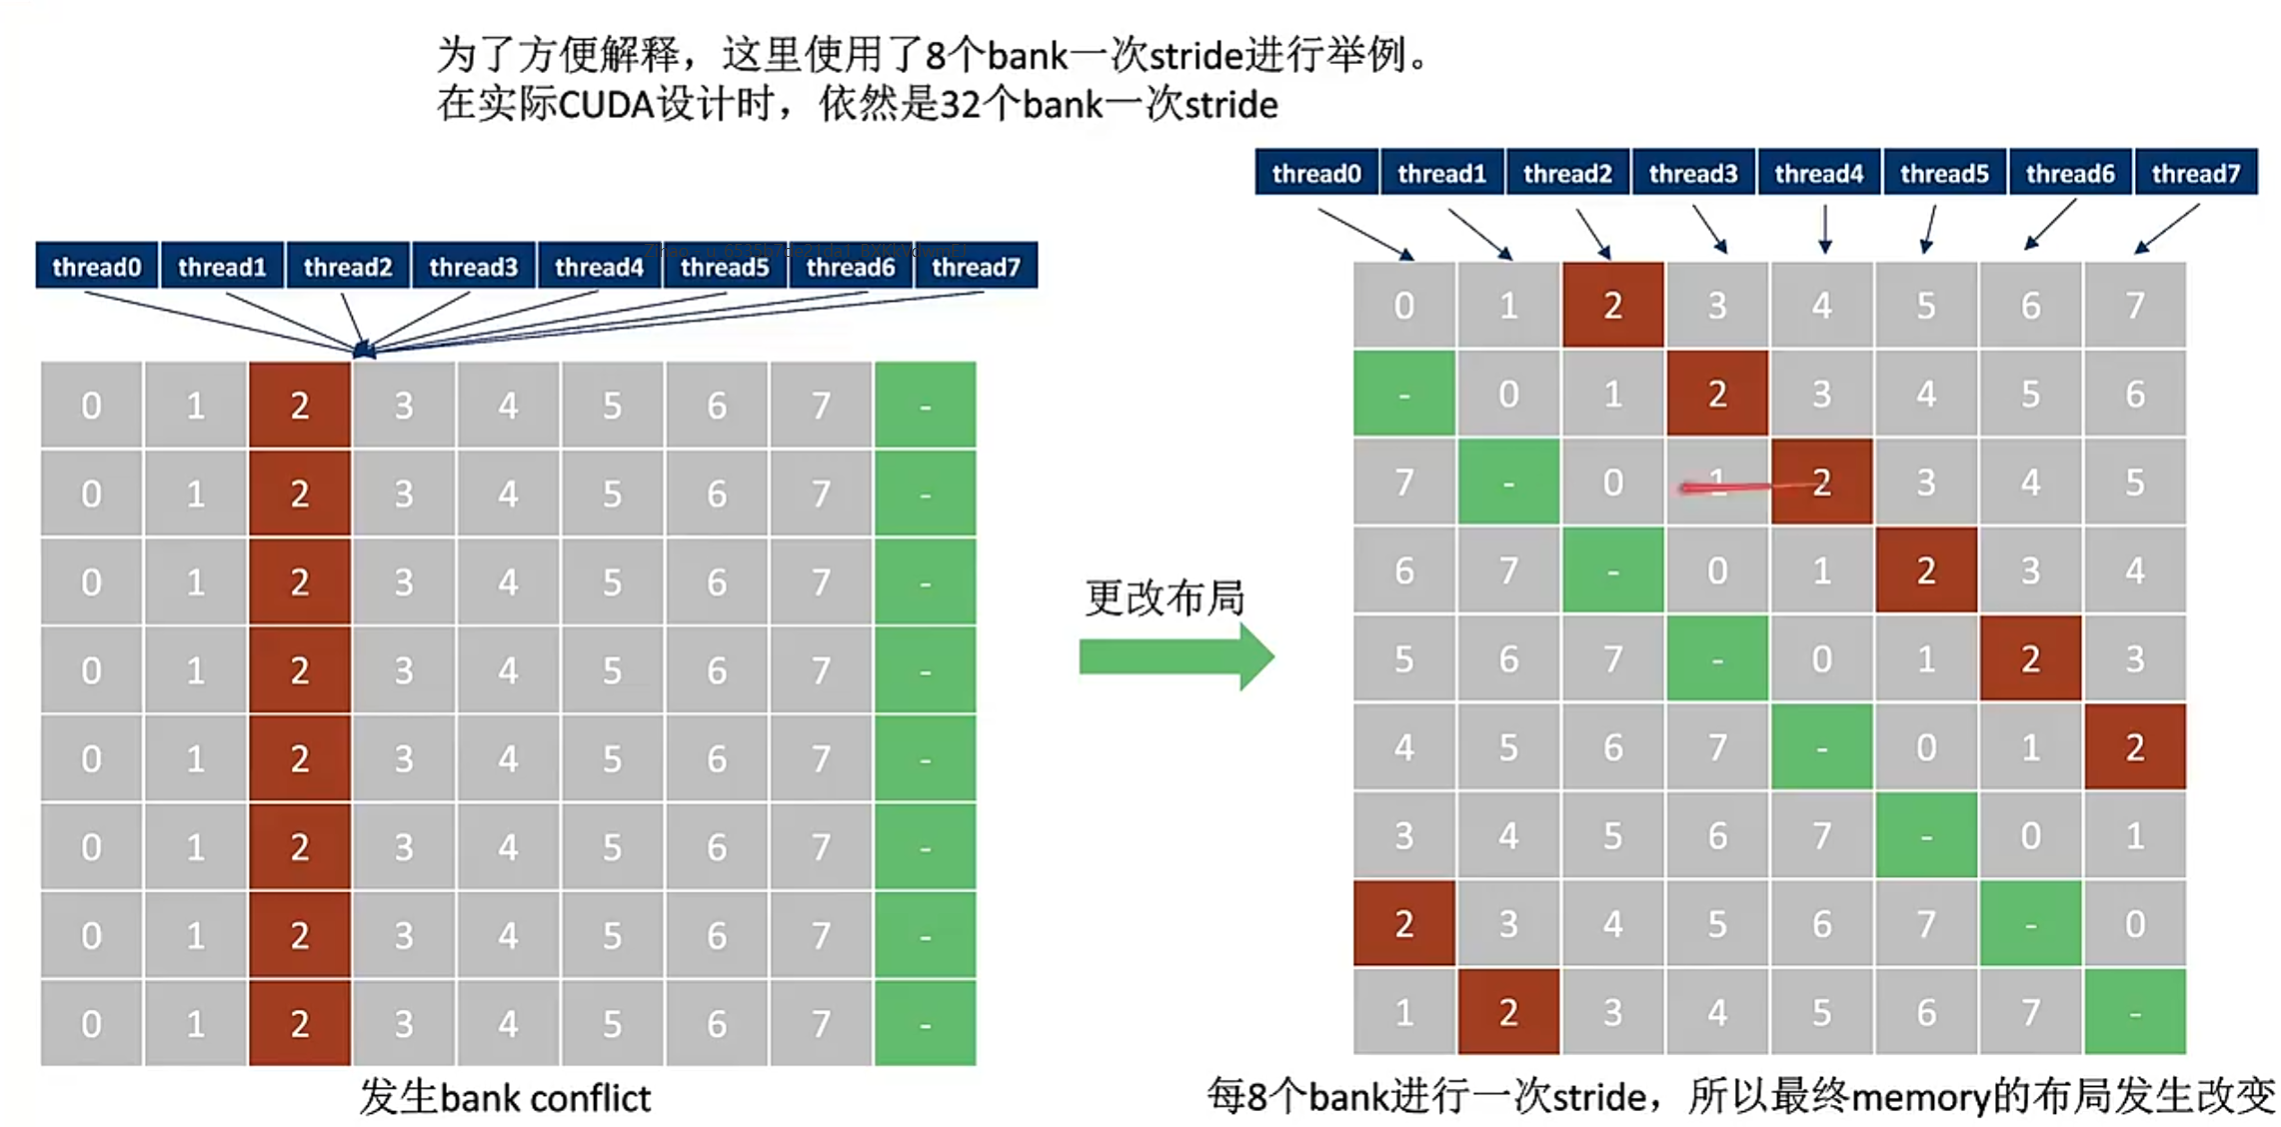 为了方便解释，这里使用了8个bank一次stride进行举例。
在实际CUDA设计时，依然是32个bank一次stride
thread0 thread1 thread2 thread3 thread4 thread5 thread6 thread7
0 1 2 3 4 5 6 7 -
0 1 2 3 4 5 6 7 -
0 1 2 3 4 5 6 7 -
0 1 2 3 4 5 6 7 -
0 1 2 3 4 5 6 7 -
0 1 2 3 4 5 6 7 -
0 1 2 3 4 5 6 7 -
0 1 2 3 4 5 6 7 -
发生bank conflict
更改布局
thread0 thread1 thread2 thread3 thread4 thread5 thread6 thread7
0 1 2 3 4 5 6 7
- 0 1 2 3 4 5 6
7 - 0 1 2 3 4 5
6 7 - 0 1 2 3 4
5 6 7 - 0 1 2 3
4 5 6 7 - 0 1 2
3 4 5 6 7 - 0 1
2 3 4 5 6 7 - 0
1 2 3 4 5 6 7 -
每8个bank进行一次stride，所以最终memory的布局发生改变